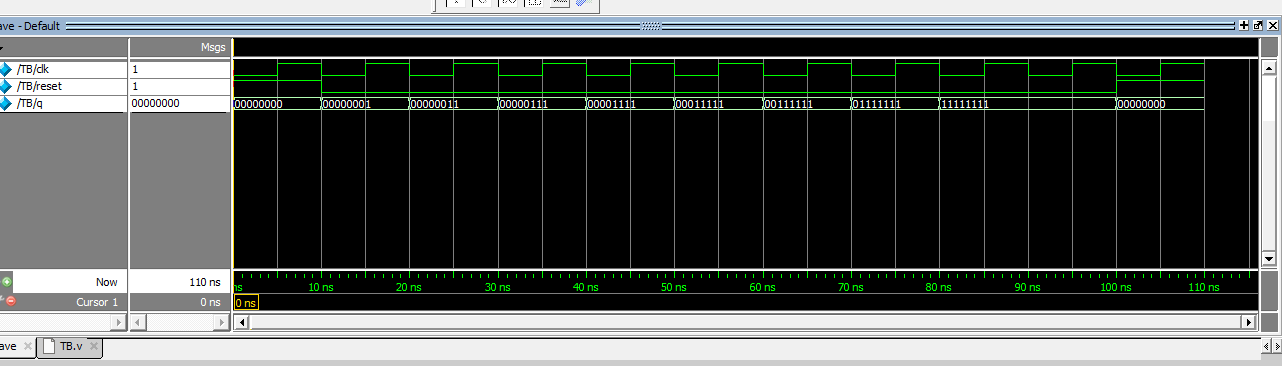 ave - Default
Msgs
/TB/clk 1
/TB/reset 1
/TB/q 00000000 00000000 00000001 00000011 00000111 00001111 00011111 00111111 01111111 11111111 00000000
Now 110 ns ns 10 ns 20 ns 30 ns 40 ns 50 ns 60 ns 70 ns 80 ns 90 ns 100 ns 110 ns
Cursor 1 0 ns 0 ns
ave TB.v